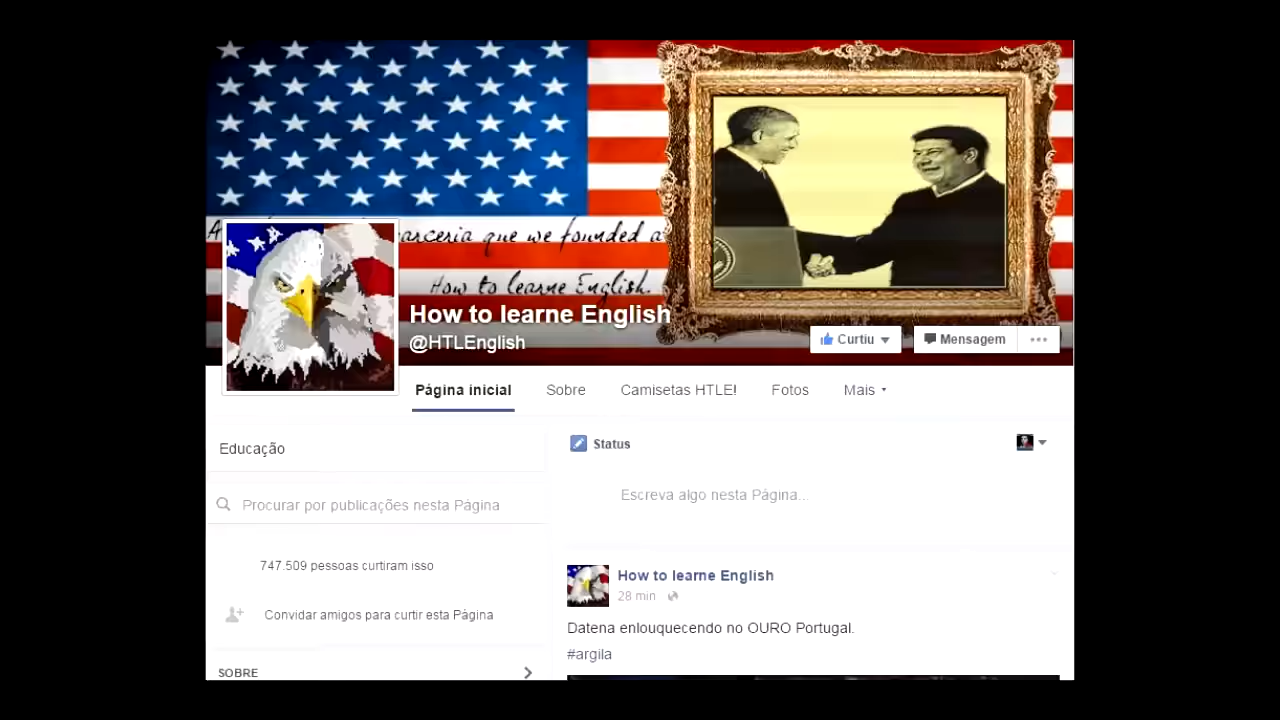 A
arceria que we founded a
How to learne English.
How to learne English
@HTLEnglish
Curtiu
Mensagem
Página inicial
Sobre
Camisetas HTLE!
Fotos
Mais
Educação
Status
Procurar por publicações nesta Página
Escreva algo nesta Página...
747.509 pessoas curtiram isso
Convidar amigos para curtir esta Página
SOBRE
How to learne English
28 min
Datena enlouquecendo no OURO Portugal.
#argila